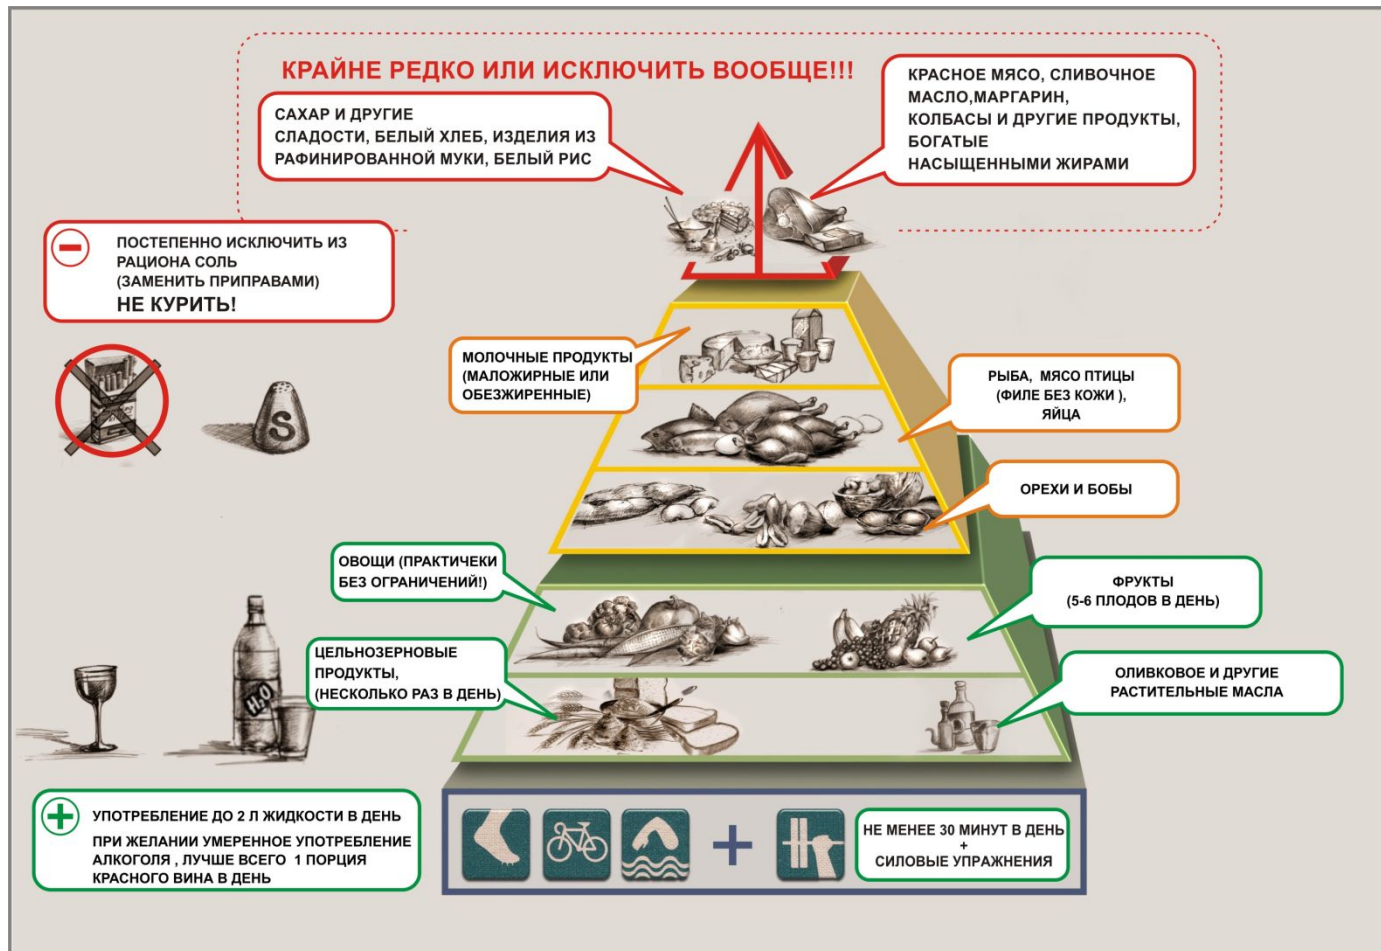 КРАЙНЕ РЕДКО ИЛИ ИСКЛЮЧИТЬ ВООБЩЕ!!!
САХАР И ДРУГИЕ
СЛАДОСТИ, БЕЛЫЙ ХЛЕБ, ИЗДЕЛИЯ ИЗ
РАФИНИРОВАННОЙ МУКИ, БЕЛЫЙ РИС
КРАСНОЕ МЯСО, СЛИВОЧНОЕ
МАСЛО,МАРГАРИН,
КОЛБАСЫ И ДРУГИЕ ПРОДУКТЫ,
БОГАТЫЕ
НАСЫЩЕННЫМИ ЖИРАМИ
ПОСТЕПЕННО ИСКЛЮЧИТЬ ИЗ
РАЦИОНА СОЛЬ
(ЗАМЕНИТЬ ПРИПРАВАМИ)
НЕ КУРИТЬ!
S
МОЛОЧНЫЕ ПРОДУКТЫ
(МАЛОЖИРНЫЕ ИЛИ
ОБЕЗЖИРЕННЫЕ)
РЫБА, МЯСО ПТИЦЫ
(ФИЛЕ БЕЗ КОЖИ ),
ЯЙЦА
ОРЕХИ И БОБЫ
ОВОЩИ (ПРАКТИЧЕКИ
БЕЗ ОГРАНИЧЕНИЙ!)
ФРУКТЫ
(5-6 ПЛОДОВ В ДЕНЬ)
ЦЕЛЬНОЗЕРНОВЫЕ
ПРОДУКТЫ,
(НЕСКОЛЬКО РАЗ В ДЕНЬ)
ОЛИВКОВОЕ И ДРУГИЕ
РАСТИТЕЛЬНЫЕ МАСЛА
H2O
УПОТРЕБЛЕНИЕ ДО 2 Л ЖИДКОСТИ В ДЕНЬ
ПРИ ЖЕЛАНИИ УМЕРЕННОЕ УПОТРЕБЛЕНИЕ
АЛКОГОЛЯ , ЛУЧШЕ ВСЕГО 1 ПОРЦИЯ
КРАСНОГО ВИНА В ДЕНЬ
+
НЕ МЕНЕЕ 30 МИНУТ В ДЕНЬ
+
СИЛОВЫЕ УПРАЖНЕНИЯ